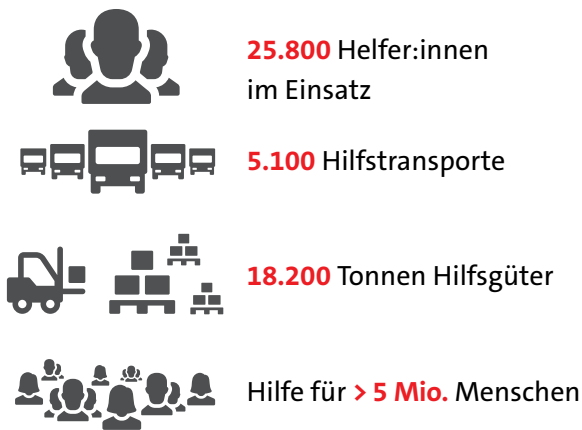 25.800 Helfer:innen
im Einsatz
5.100 Hilfstransporte
18.200 Tonnen Hilfsgüter
Hilfe für > 5 Mio. Menschen